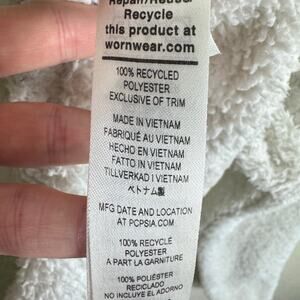 Repair/Reuse/
Recycle
this product at
wornwear.com
100% RECYCLED
POLYESTER
EXCLUSIVE OF TRIM
MADE IN VIETNAM
FABRIQUÉ AU VIETNAM
HECHO EN VIETNAM
FATTO IN VIETNAM
TILLVERKAD I VIETNAM
ベトナム製
MFG DATE AND LOCATION
AT PCPSIA.COM
100% RECYCLÉ
POLYESTER
A PART LA GARNITURE
100% POLIÉSTER
RECICLADO
NO INCLUYE EL ADORNO